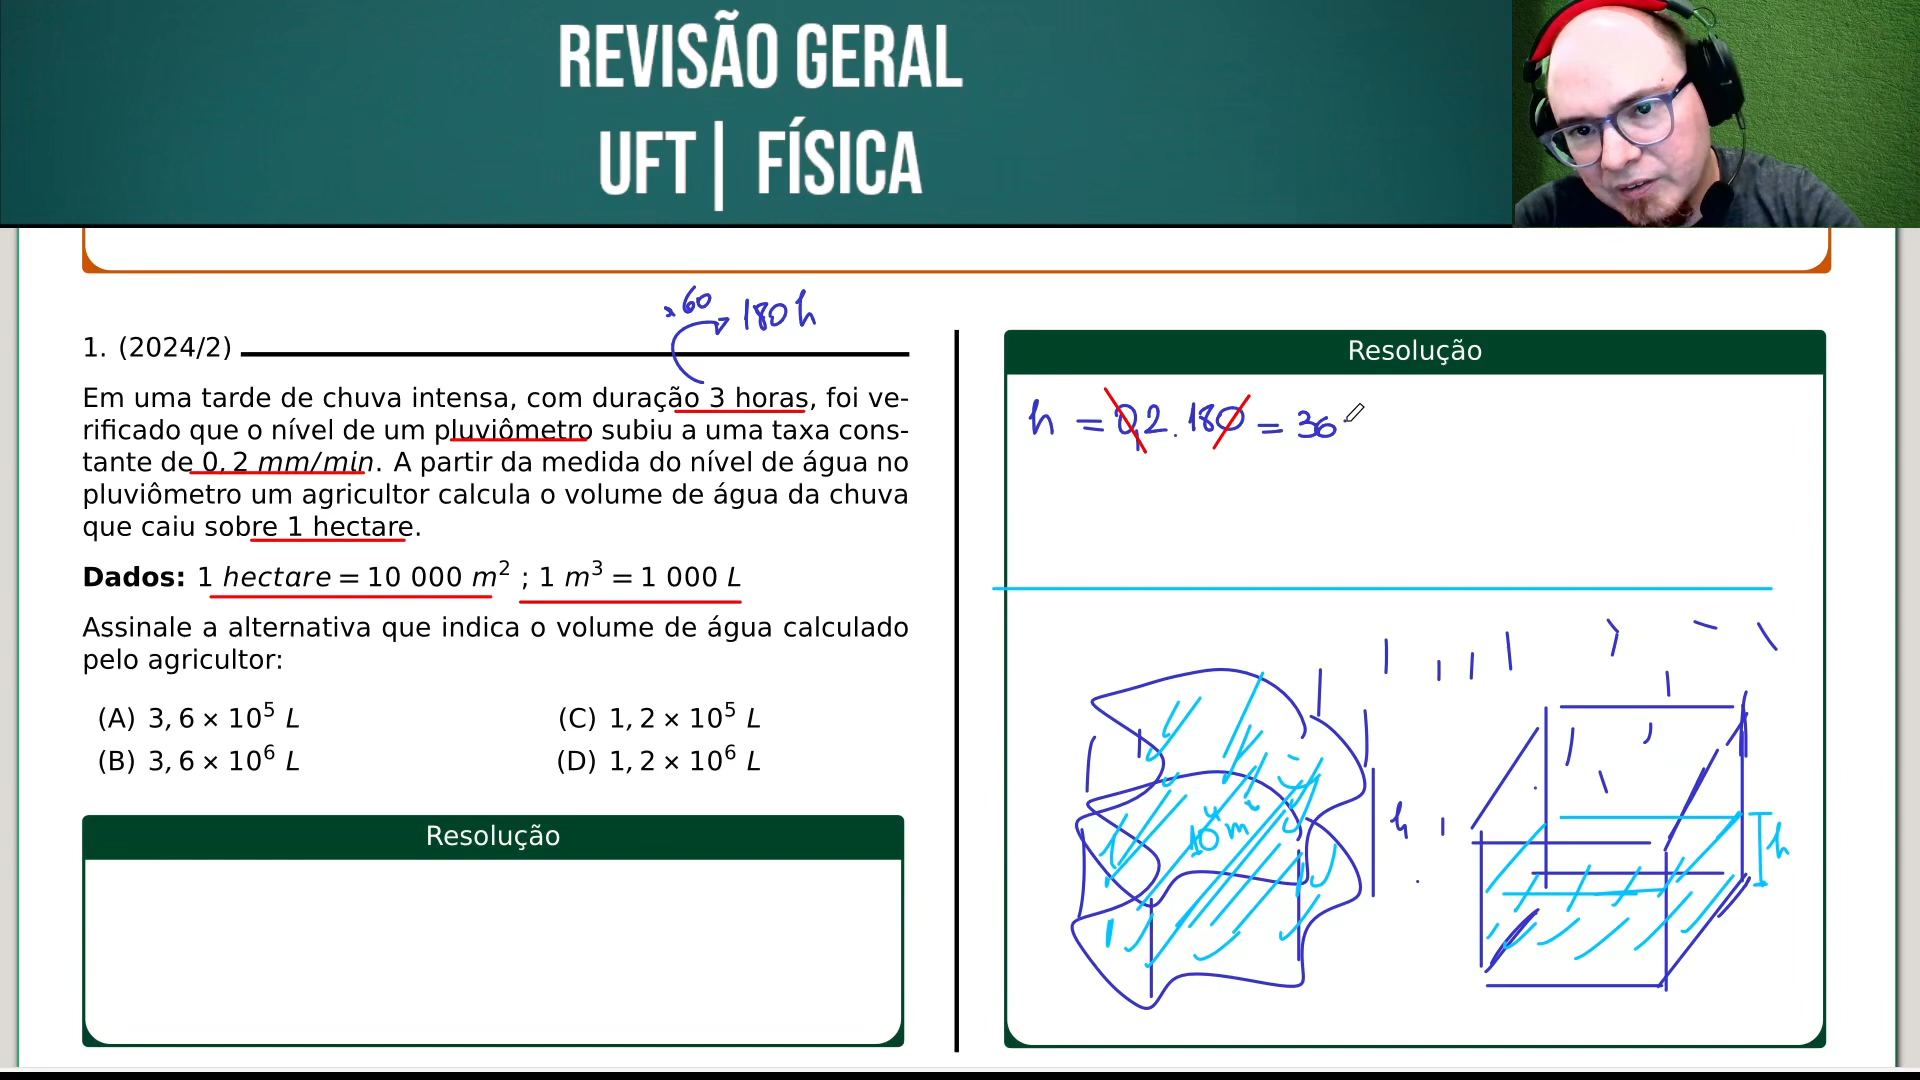 REVISÃO GERAL
UFT | FÍSICA
×60
180 h
1. (2024/2)
Em uma tarde de chuva intensa, com duração 3 horas, foi ve-
rificado que o nível de um pluviômetro subiu a uma taxa cons-
tante de 0, 2 mm/min. A partir da medida do nível de água no
pluviômetro um agricultor calcula o volume de água da chuva
que caiu sobre 1 hectare.
Dados: 1 hectare = 10 000 m² ; 1 m³ = 1 000 L
Assinale a alternativa que indica o volume de água calculado
pelo agricultor:
(A) 3, 6 × 10⁵ L
(C) 1, 2 × 10⁵ L
(B) 3, 6 × 10⁶ L
(D) 1, 2 × 10⁶ L
Resolução
Resolução
h = 0,2 . 180 = 36
10⁴ m²
h
h